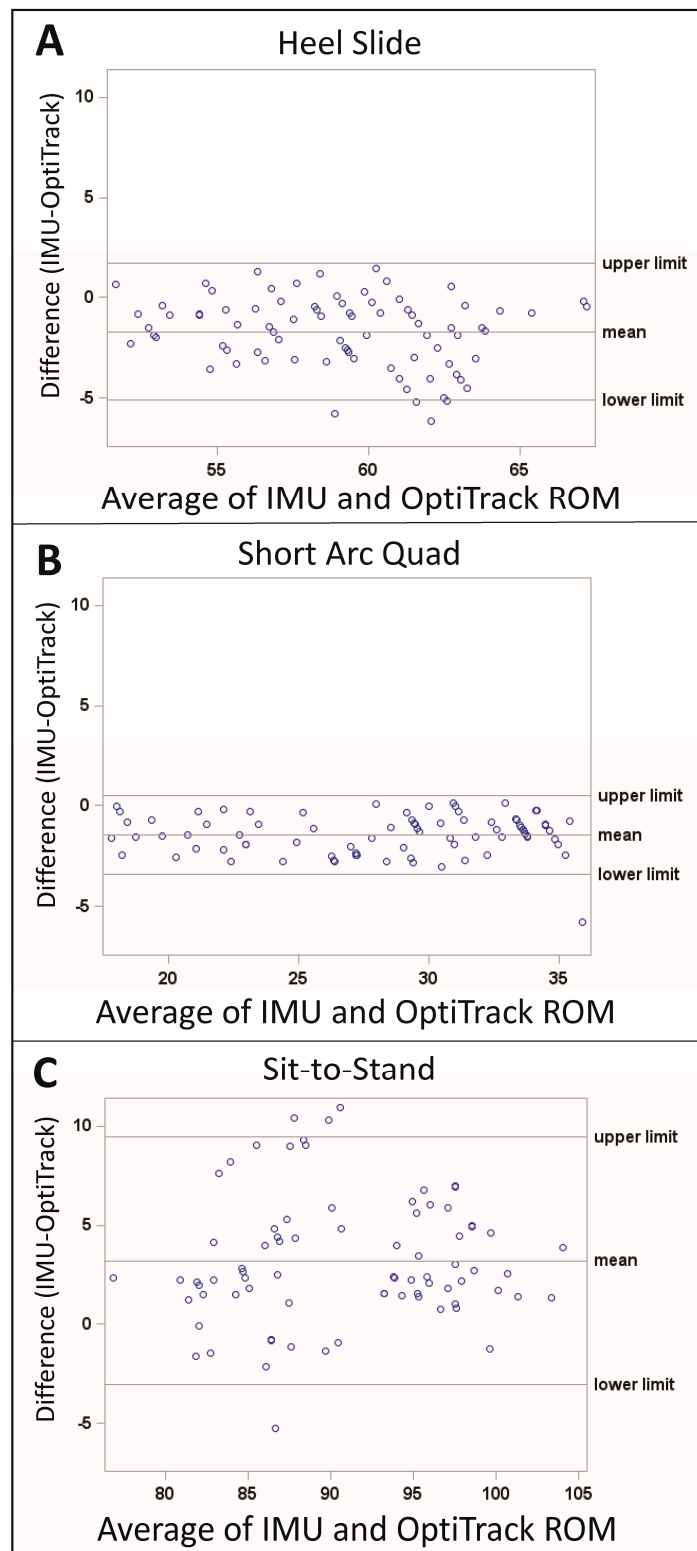 A
Heel Slide
Difference (IMU-OptiTrack)
10
5
0
-5
upper limit
mean
lower limit
55 60 65
Average of IMU and OptiTrack ROM
B
Short Arc Quad
Difference (IMU-OptiTrack)
10
5
0
-5
upper limit
mean
lower limit
20 25 30 35
Average of IMU and OptiTrack ROM
C
Sit-to-Stand
Difference (IMU-OptiTrack)
10
5
0
-5
upper limit
mean
lower limit
80 85 90 95 100 105
Average of IMU and OptiTrack ROM